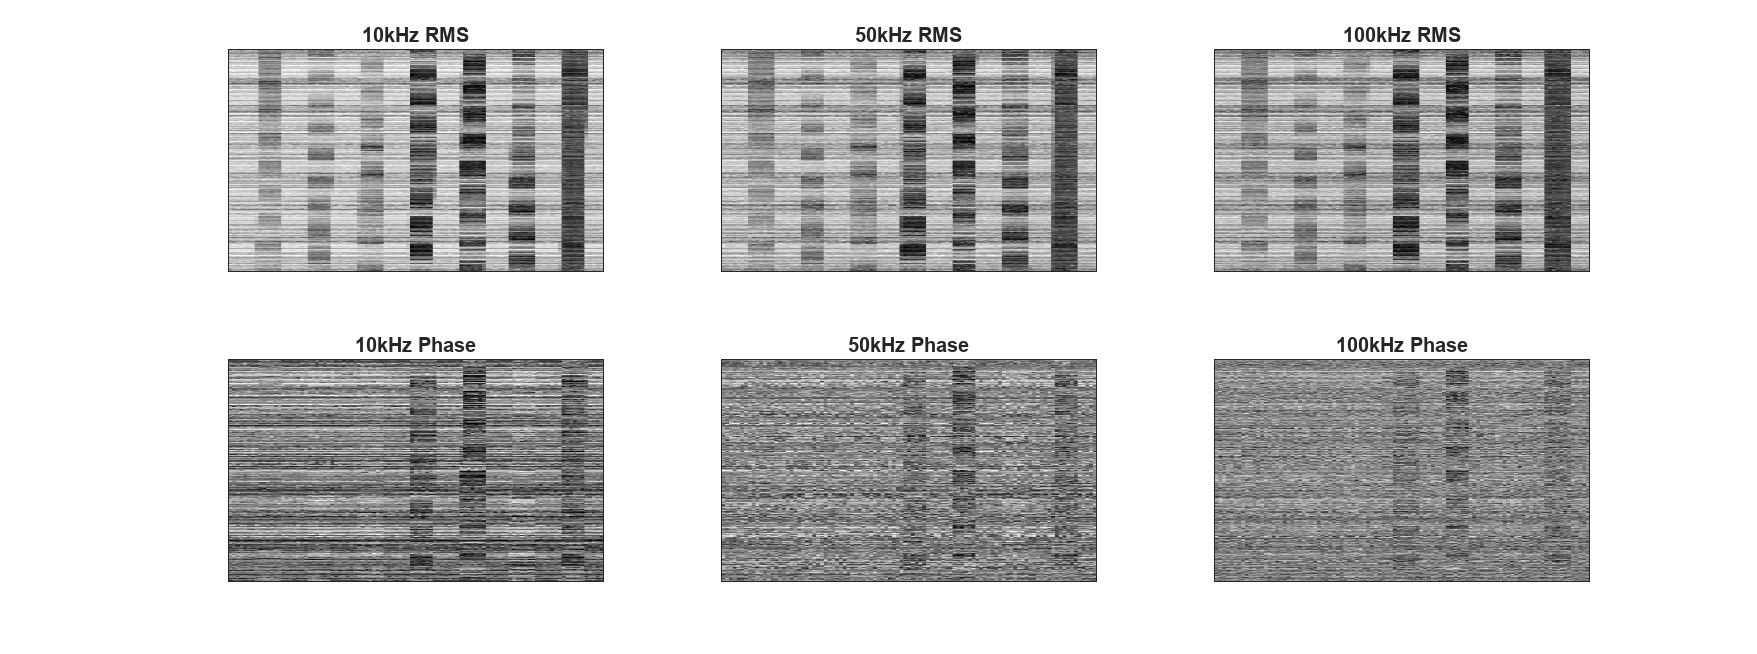 10kHz RMS
50kHz RMS
100kHz RMS
10kHz Phase
50kHz Phase
100kHz Phase